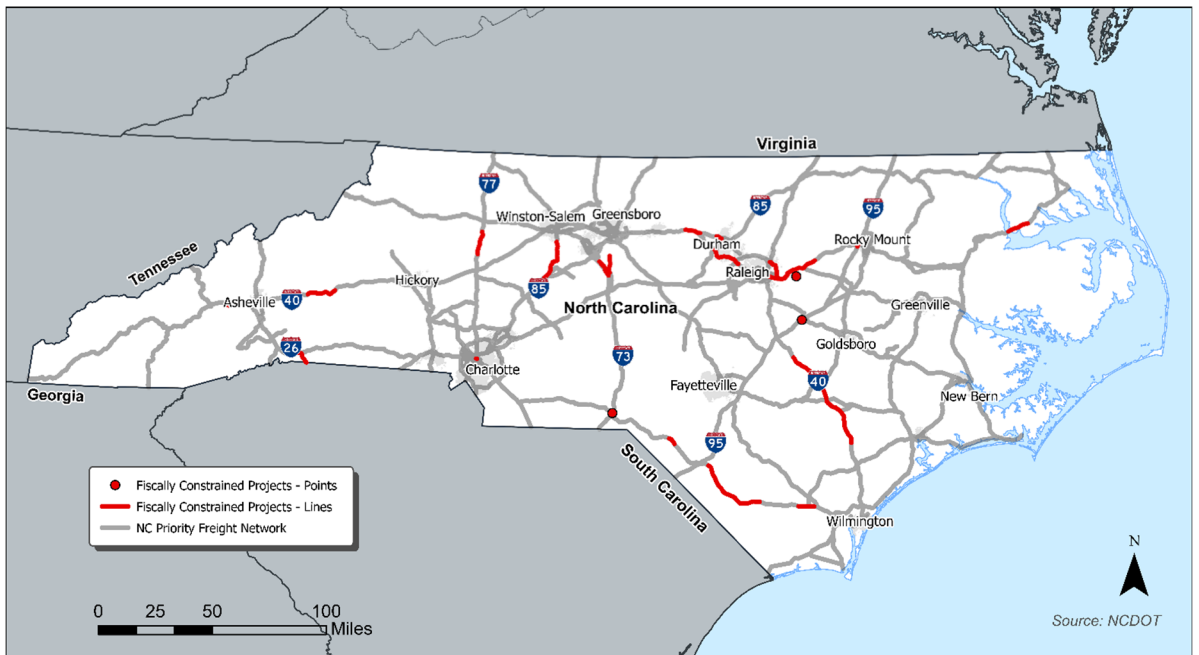 Virginia
77
85
95
Winston-Salem
Greensboro
Durham
Rocky Mount
Tennessee
Raleigh
Hickory
85
Asheville
40
North Carolina
Greenville
26
Goldsboro
73
Charlotte
40
Fayetteville
New Bern
Georgia
95
South Carolina
Fiscally Constrained Projects - Points
Fiscally Constrained Projects - Lines
NC Priority Freight Network
Wilmington
N
0 25 50 100
Miles
Source: NCDOT